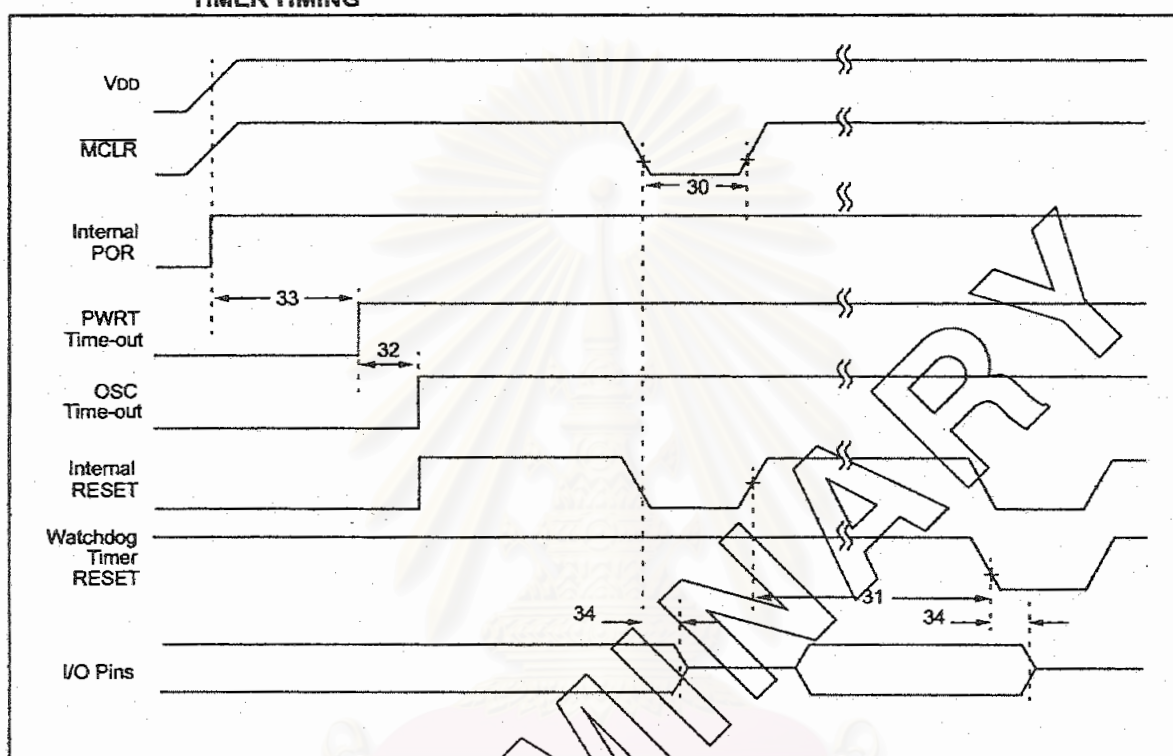 TIMER TIMING
VDD
MCLR
30
Internal
POR
33
PWRT
Time-out
32
OSC
Time-out
Internal
RESET
Watchdog
Timer
RESET
31
34
34
I/O Pins
MINARY